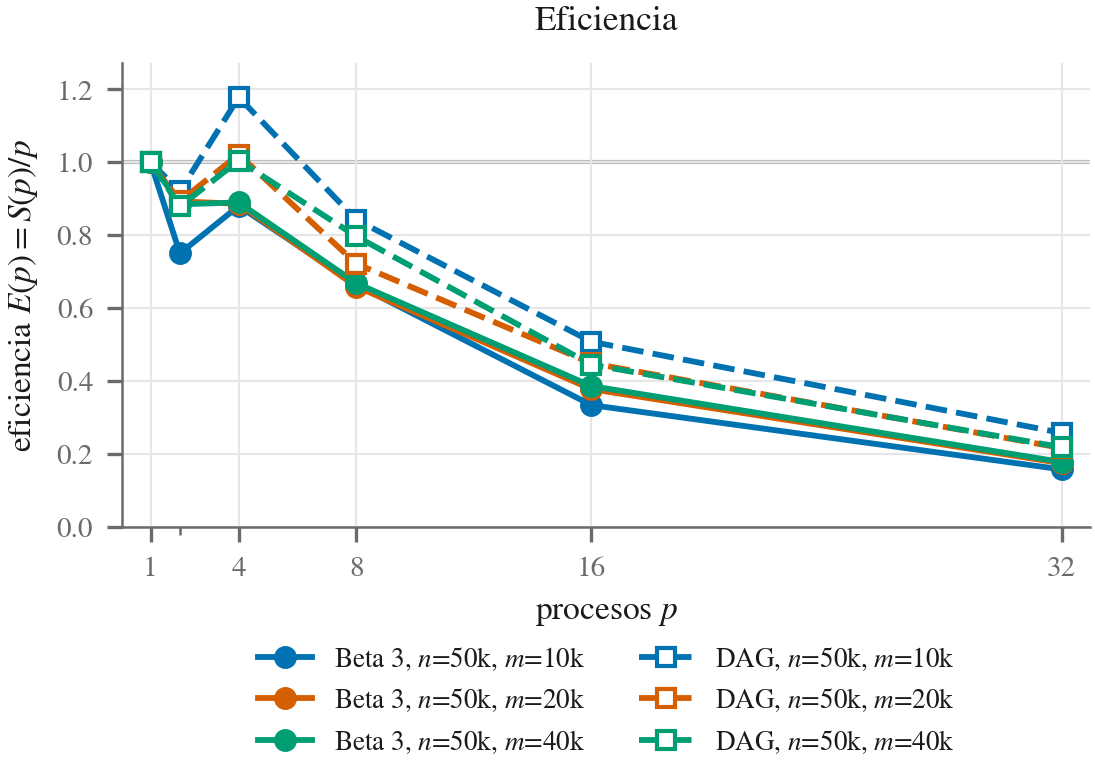 Eficiencia
eficiencia E(p) = S(p)/p
1.2
1.0
0.8
0.6
0.4
0.2
0.0
1 4 8 16 32
procesos p
Beta 3, n=50k, m=10k
Beta 3, n=50k, m=20k
Beta 3, n=50k, m=40k
DAG, n=50k, m=10k
DAG, n=50k, m=20k
DAG, n=50k, m=40k